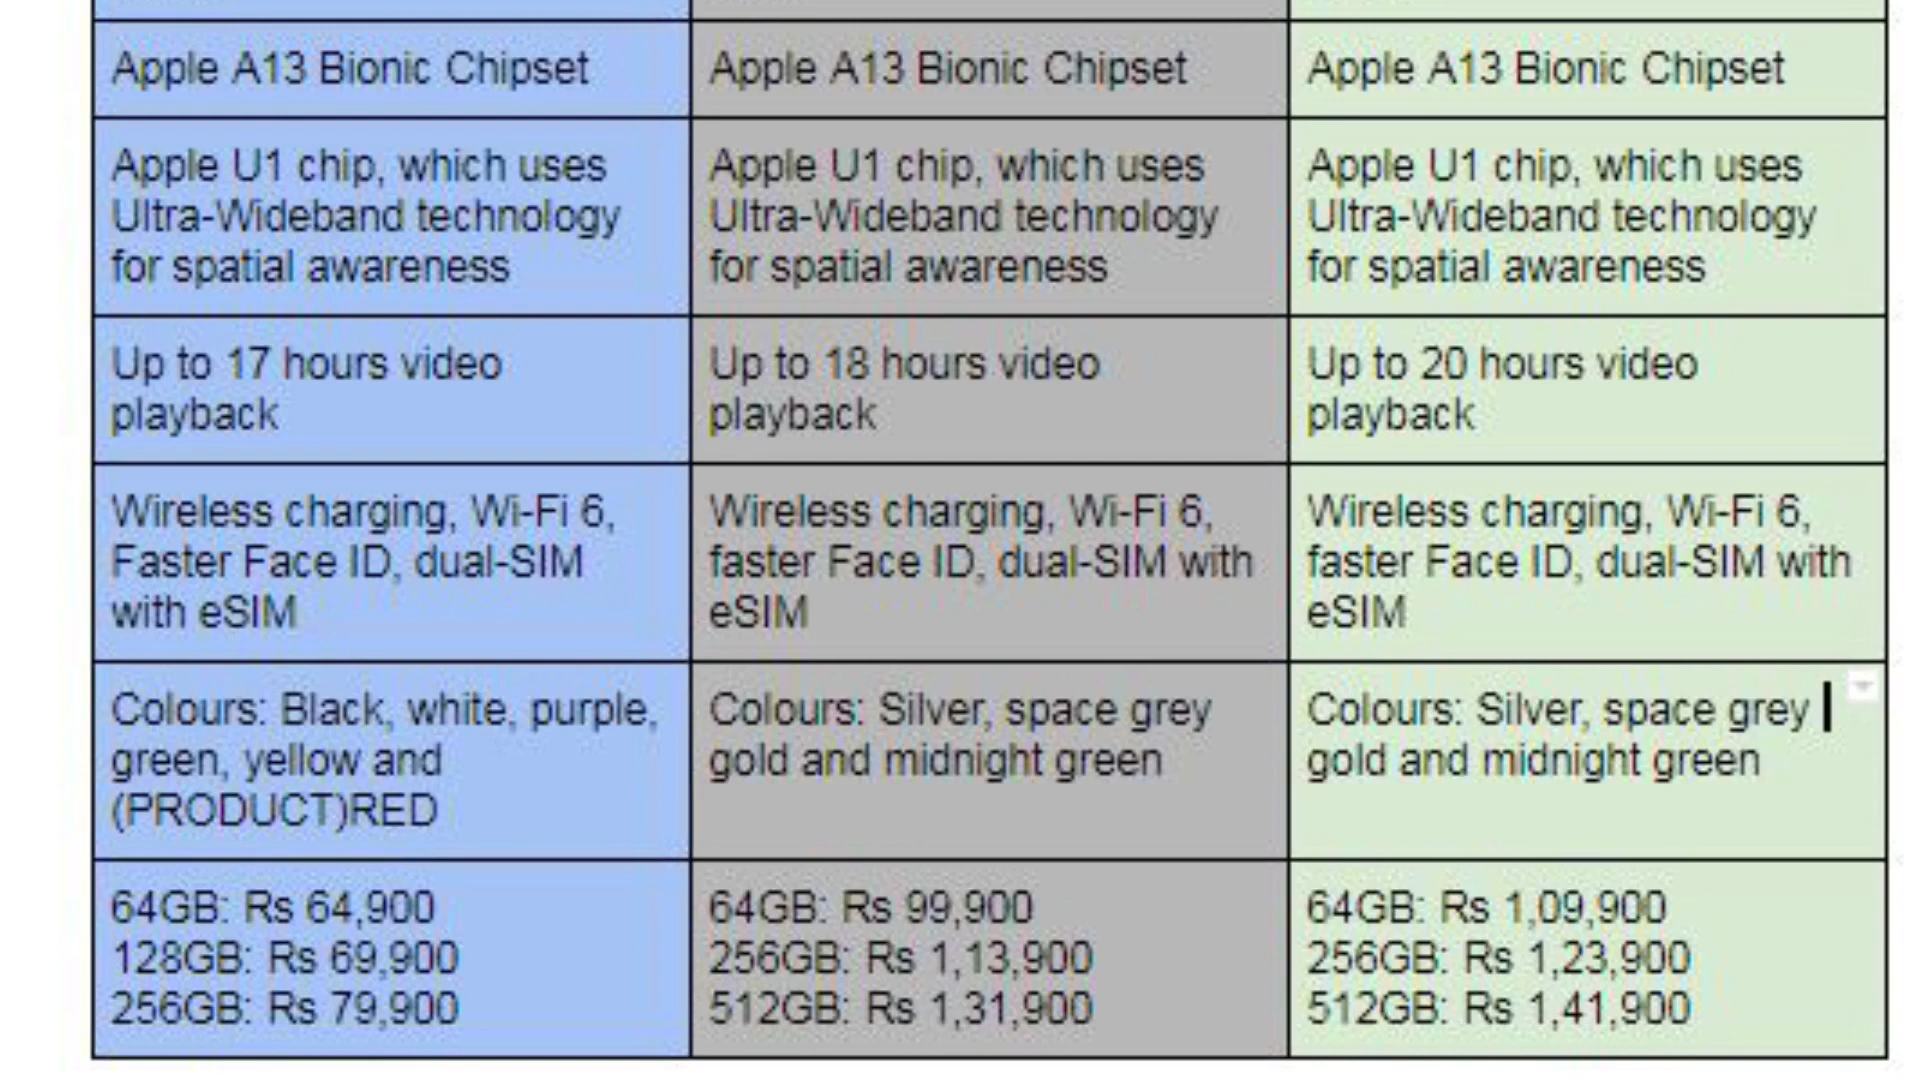 Apple A13 Bionic Chipset
Apple A13 Bionic Chipset
Apple A13 Bionic Chipset
Apple U1 chip, which uses
Ultra-Wideband technology
for spatial awareness
Apple U1 chip, which uses
Ultra-Wideband technology
for spatial awareness
Apple U1 chip, which uses
Ultra-Wideband technology
for spatial awareness
Up to 17 hours video
playback
Up to 18 hours video
playback
Up to 20 hours video
playback
Wireless charging, Wi-Fi 6,
Faster Face ID, dual-SIM
with eSIM
Wireless charging, Wi-Fi 6,
faster Face ID, dual-SIM with
eSIM
Wireless charging, Wi-Fi 6,
faster Face ID, dual-SIM with
eSIM
Colours: Black, white, purple,
green, yellow and
(PRODUCT)RED
Colours: Silver, space grey
gold and midnight green
Colours: Silver, space grey
gold and midnight green
64GB: Rs 64,900
128GB: Rs 69,900
256GB: Rs 79,900
64GB: Rs 99,900
256GB: Rs 1,13,900
512GB: Rs 1,31,900
64GB: Rs 1,09,900
256GB: Rs 1,23,900
512GB: Rs 1,41,900